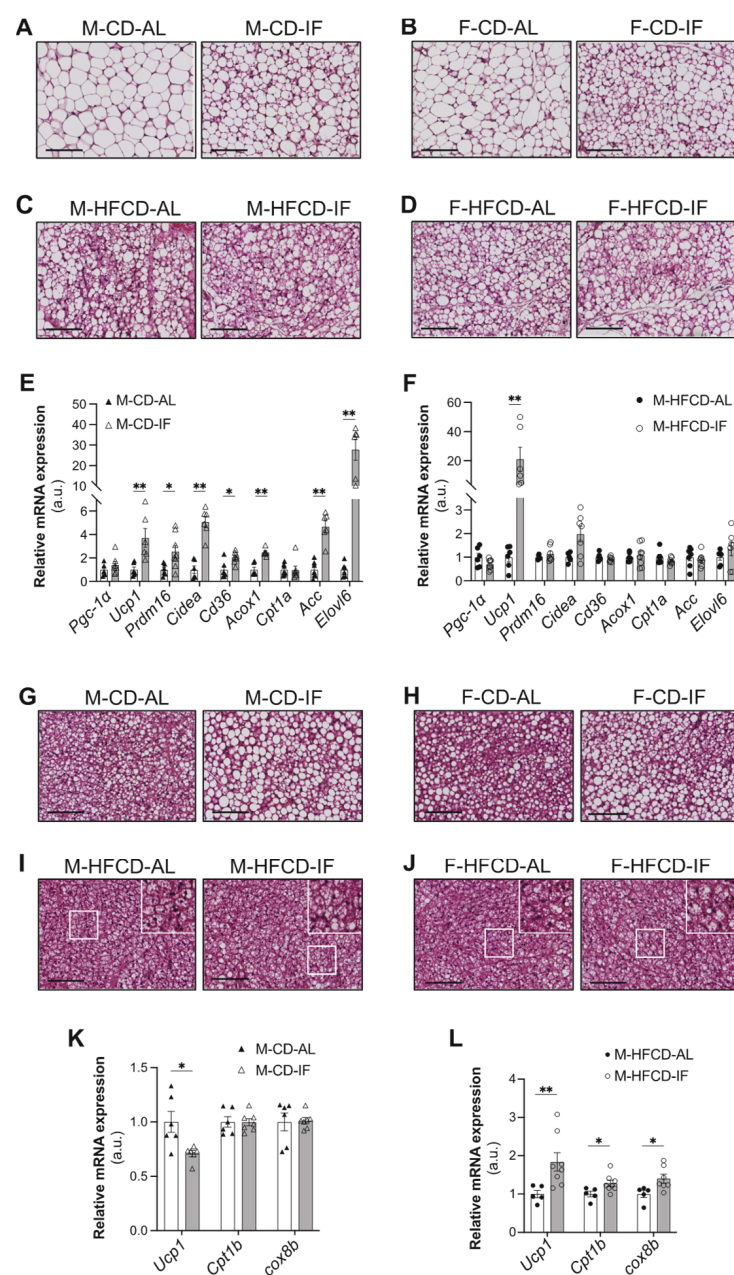 A
M-CD-AL
M-CD-IF
B
F-CD-AL
F-CD-IF
C
M-HFCD-AL
M-HFCD-IF
D
F-HFCD-AL
F-HFCD-IF
E
Relative mRNA expression
(a.u.)
▲ M-CD-AL
△ M-CD-IF
50
40
30
20
10
6
4
2
0
** * ** * ** ** **
Pgc-1α
Ucp1
Prdm16
Cidea
Cd36
Acox1
Cpt1a
Acc
Elovl6
F
Relative mRNA expression
(a.u.)
● M-HFCD-AL
○ M-HFCD-IF
60
40
20
3
2
1
0
**
Pgc-1α
Ucp1
Prdm16
Cidea
Cd36
Acox1
Cpt1a
Acc
Elovl6
G
M-CD-AL
M-CD-IF
H
F-CD-AL
F-CD-IF
I
M-HFCD-AL
M-HFCD-IF
J
F-HFCD-AL
F-HFCD-IF
K
Relative mRNA expression
(a.u.)
▲ M-CD-AL
△ M-CD-IF
1.5
1.0
0.5
0.0
*
Ucp1
Cpt1b
cox8b
L
Relative mRNA expression
(a.u.)
● M-HFCD-AL
○ M-HFCD-IF
4
3
2
1
0
** * *
Ucp1
Cpt1b
cox8b